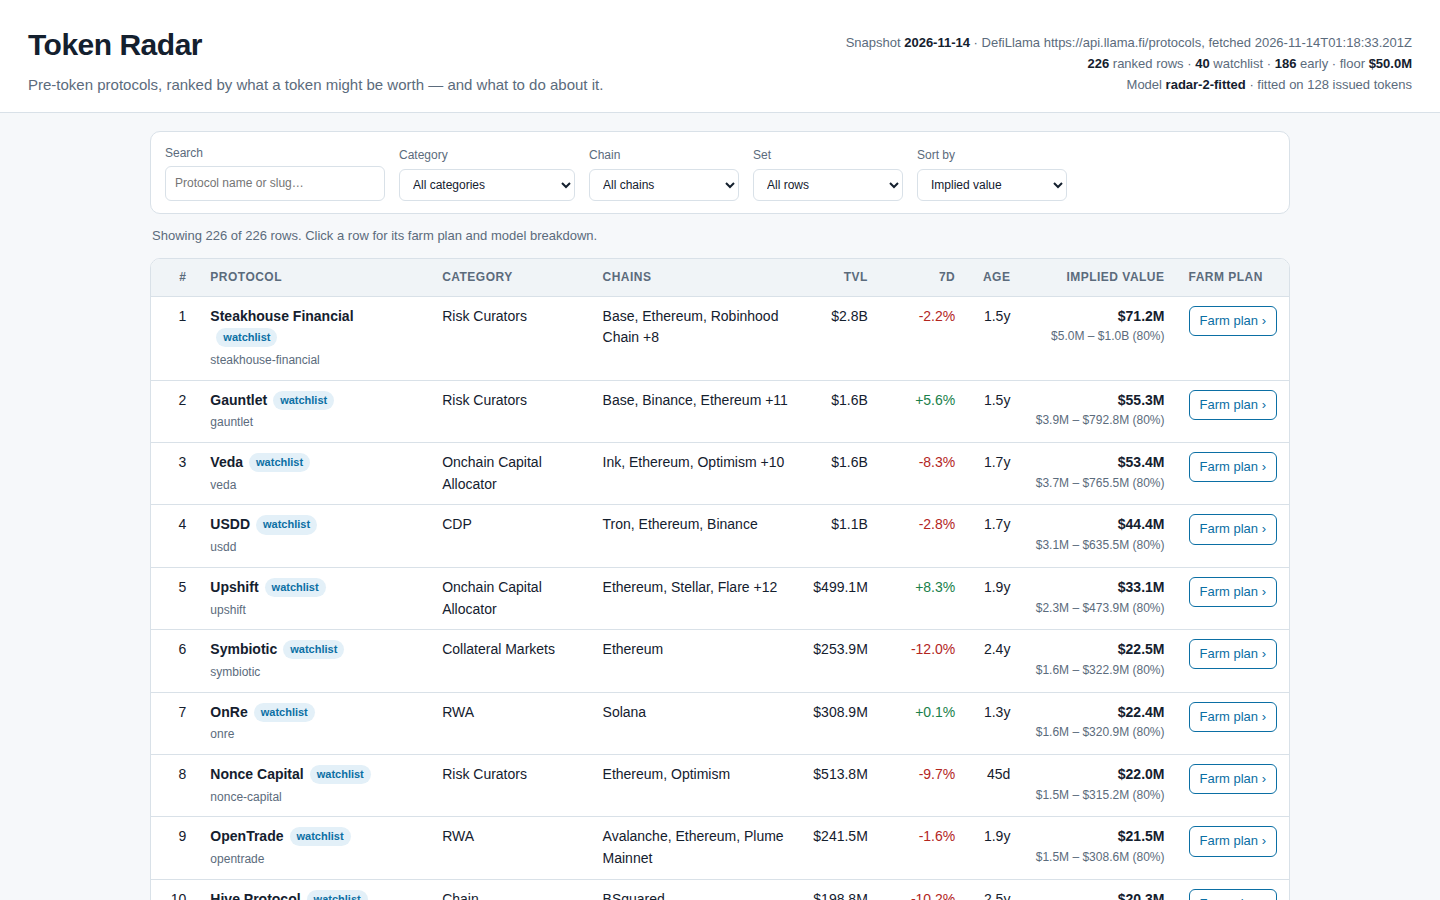 Token Radar
Pre-token protocols, ranked by what a token might be worth — and what to do about it.
Snapshot 2026-11-14 · DefiLlama https://api.llama.fi/protocols, fetched 2026-11-14T01:18:33.201Z
226 ranked rows · 40 watchlist · 186 early · floor $50.0M
Model radar-2-fitted · fitted on 128 issued tokens
Search Category Chain Set Sort by
Protocol name or slug… All categories All chains All rows Implied value
Showing 226 of 226 rows. Click a row for its farm plan and model breakdown.
# PROTOCOL CATEGORY CHAINS TVL 7D AGE IMPLIED VALUE FARM PLAN
1 Steakhouse Financial Risk Curators Base, Ethereum, Robinhood $2.8B -2.2% 1.5y $71.2M Farm plan ›
watchlist Chain +8 $5.0M – $1.0B (80%)
steakhouse-financial
2 Gauntlet watchlist Risk Curators Base, Binance, Ethereum +11 $1.6B +5.6% 1.5y $55.3M Farm plan ›
gauntlet $3.9M – $792.8M (80%)
3 Veda watchlist Onchain Capital Ink, Ethereum, Optimism +10 $1.6B -8.3% 1.7y $53.4M Farm plan ›
veda Allocator $3.7M – $765.5M (80%)
4 USDD watchlist CDP Tron, Ethereum, Binance $1.1B -2.8% 1.7y $44.4M Farm plan ›
usdd $3.1M – $635.5M (80%)
5 Upshift watchlist Onchain Capital Ethereum, Stellar, Flare +12 $499.1M +8.3% 1.9y $33.1M Farm plan ›
upshift Allocator $2.3M – $473.9M (80%)
6 Symbiotic watchlist Collateral Markets Ethereum $253.9M -12.0% 2.4y $22.5M Farm plan ›
symbiotic $1.6M – $322.9M (80%)
7 OnRe watchlist RWA Solana $308.9M +0.1% 1.3y $22.4M Farm plan ›
onre $1.6M – $320.9M (80%)
8 Nonce Capital watchlist Risk Curators Ethereum, Optimism $513.8M -9.7% 45d $22.0M Farm plan ›
nonce-capital $1.5M – $315.2M (80%)
9 OpenTrade watchlist RWA Avalanche, Ethereum, Plume $241.5M -1.6% 1.9y $21.5M Farm plan ›
opentrade Mainnet $1.5M – $308.6M (80%)
10 Hive Protocol watchlist Chain BSquared $198.8M -10.2% 2.5y $20.3M